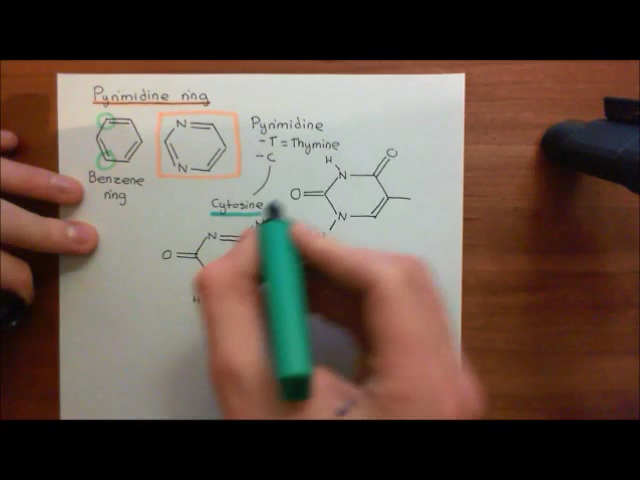 Pyrimidine ring
Benzene
ring
N
N
Pyrimidine
- T = Thymine
- C
Cytosine
H
N
O
O
N
N
O
H